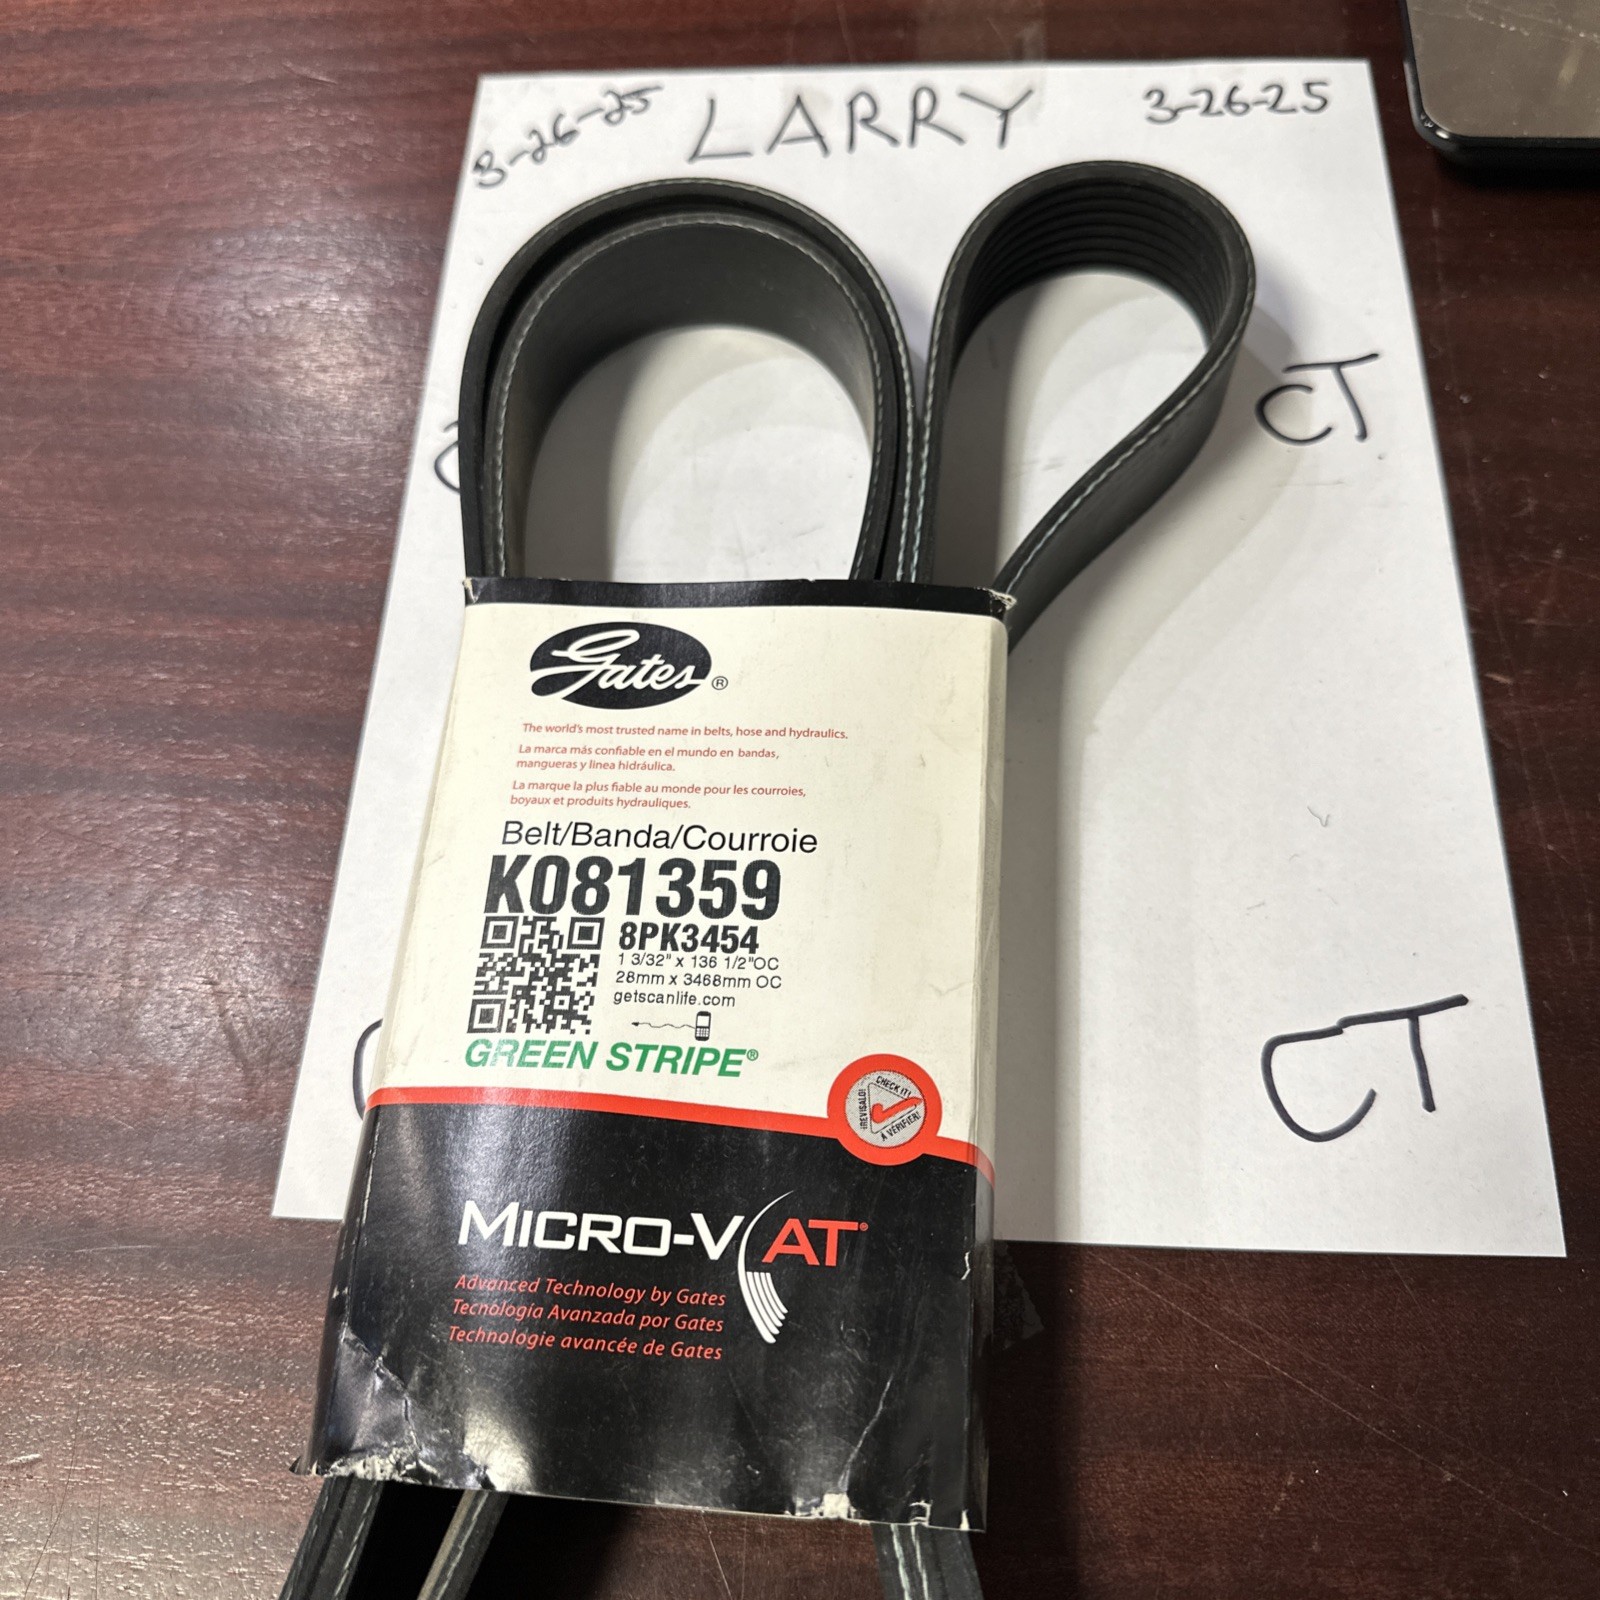 3-26-25 LARRY 3-26-25
CT
Gates®
The world's most trusted name in belts, hose and hydraulics.
La marca más confiable en el mundo en bandas,
mangueras y linea hidráulica.
La marque la plus fiable au monde pour les courroies,
boyaux et produits hydrauliques.
Belt/Banda/Courroie
K081359
8PK3454
1 3/32" x 136 1/2"OC
28mm x 3468mm OC
getscanlife.com
GREEN STRIPE®
CHECK IT!
¡REVÍSALO!
À VÉRIFIER!
CT
MICRO-V AT®
Advanced Technology by Gates
Tecnología Avanzada por Gates
Technologie avancée de Gates